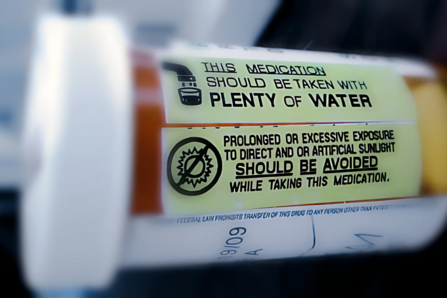 THIS MEDICATION
SHOULD BE TAKEN WITH
PLENTY OF WATER
PROLONGED OR EXCESSIVE EXPOSURE
TO DIRECT AND OR ARTIFICIAL SUNLIGHT
SHOULD BE AVOIDED
WHILE TAKING THIS MEDICATION.
FEDERAL LAW PROHIBITS TRANSFER OF THIS DRUG TO ANY PERSON OTHER THAN
9/09
A